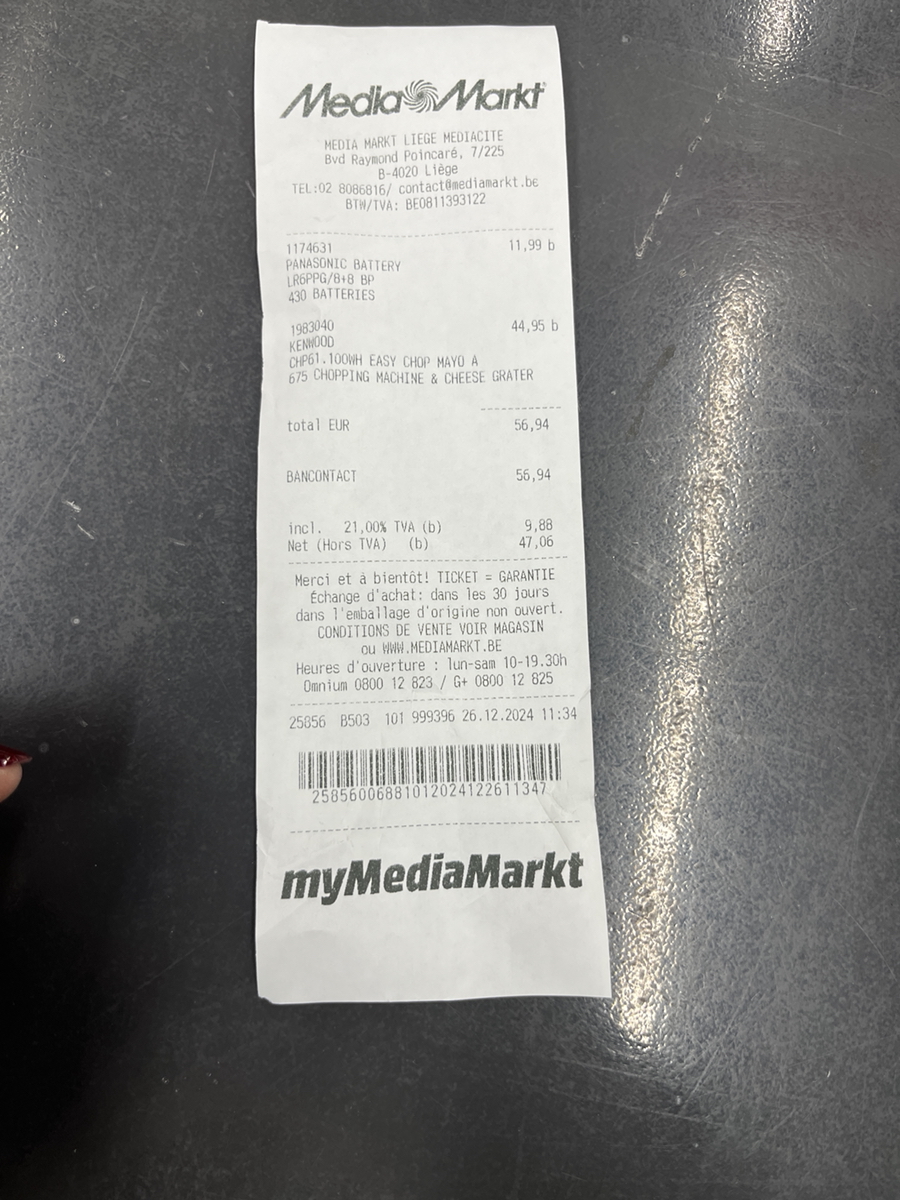 Media Markt
MEDIA MARKT LIEGE MEDIACITE
Bvd Raymond Poincaré, 7/225
B-4020 Liège
TEL:02 8086816/ contact@mediamarkt.be
BTW/TVA: BE0811393122
1174631 11,99 b
PANASONIC BATTERY
LR6PPG/8+8 BP
430 BATTERIES
1983040 44,95 b
KENWOOD
CHP61.100WH EASY CHOP MAYO A
675 CHOPPING MACHINE & CHEESE GRATER
total EUR 56,94
BANCONTACT 56,94
incl. 21,00% TVA (b) 9,88
Net (Hors TVA) (b) 47,06
Merci et à bientôt! TICKET = GARANTIE
Échange d'achat: dans les 30 jours
dans l'emballage d'origine non ouvert.
CONDITIONS DE VENTE VOIR MAGASIN
ou WWW.MEDIAMARKT.BE
Heures d'ouverture : lun-sam 10-19.30h
Omnium 0800 12 823 / G+ 0800 12 825
25856 B503 101 999396 26.12.2024 11:34
2585600688101202412261134​7
myMediaMarkt